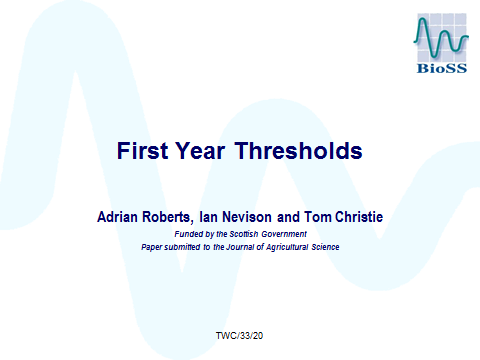 BioSS
First Year Thresholds
Adrian Roberts, Ian Nevison and Tom Christie
Funded by the Scottish Government
Paper submitted to the Journal of Agricultural Science
TWC/33/20